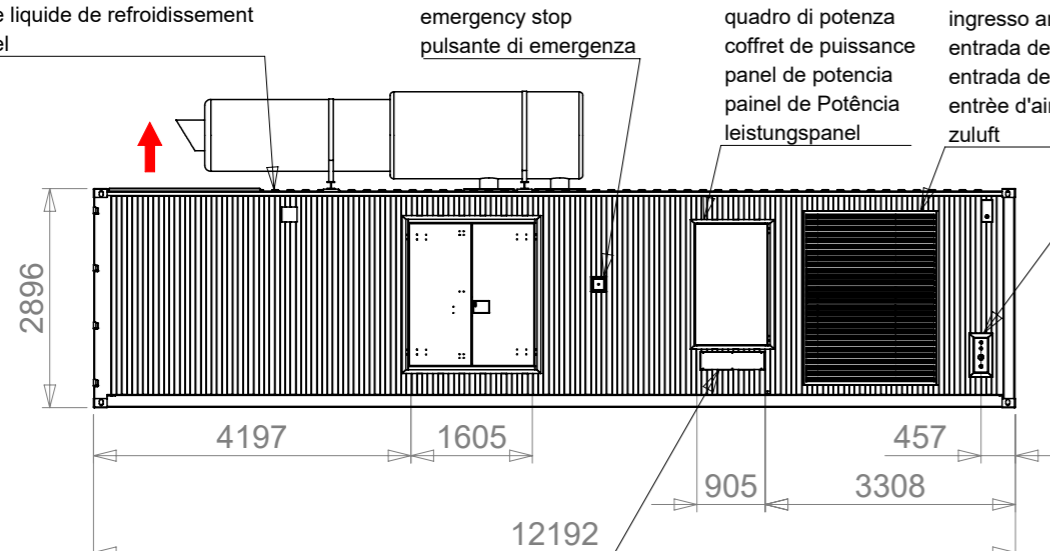 e liquide de refroidissement
el
emergency stop
pulsante di emergenza
quadro di potenza
coffret de puissance
panel de potencia
painel de Potência
leistungspanel
ingresso ar
entrada de
entrada de
entrèe d'air
zuluft
2896
4197
1605
457
905
3308
12192